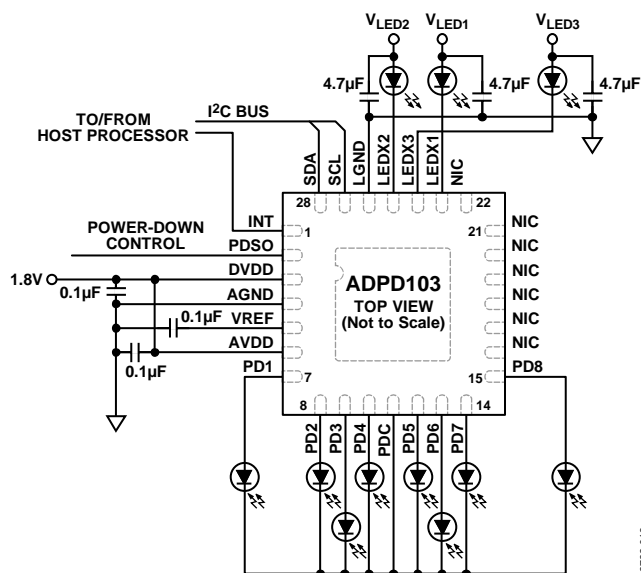 VLED2 VLED1 VLED3
4.7µF 4.7µF 4.7µF
I2C BUS
TO/FROM
HOST PROCESSOR
SDA
SCL
LGND
LEDX2
LEDX3
LEDX1
NIC
28 22
INT 1
21 NIC
POWER-DOWN
CONTROL
PDSO
NIC
1.8V
DVDD
NIC
0.1µF
AGND
NIC
0.1µF
VREF
NIC
AVDD
NIC
0.1µF
PD1 7
15 PD8
ADPD103
TOP VIEW
(Not to Scale)
8 14
PD2
PD3
PD4
PDC
PD5
PD6
PD7